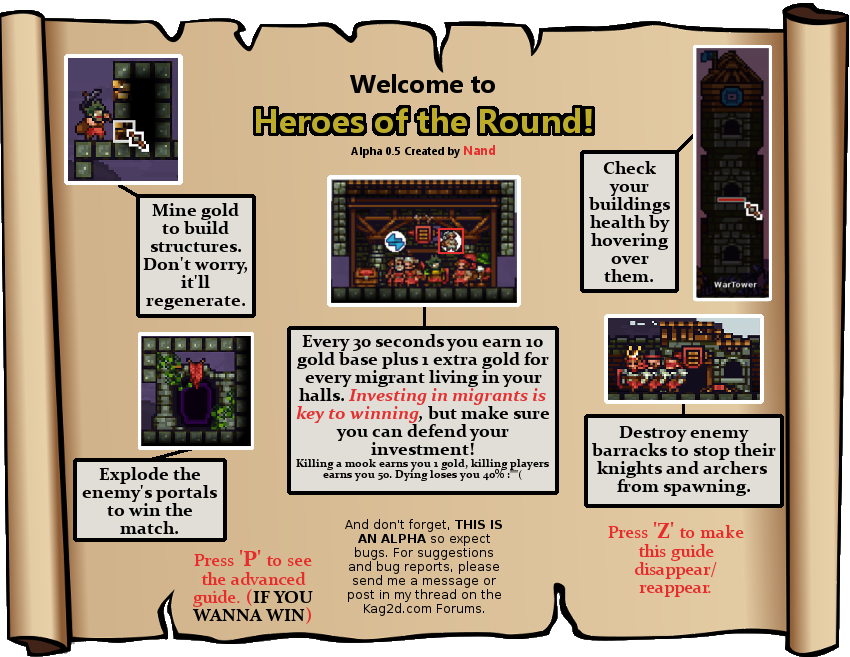 Welcome to
Heroes of the Round!
Alpha 0.5 Created by Nand
Mine gold
to build
structures.
Don't worry,
it'll
regenerate.
Check
your
buildings
health by
hovering
over
them.
WarTower
Every 30 seconds you earn 10
gold base plus 1 extra gold for
every migrant living in your
halls. Investing in migrants is
key to winning, but make sure
you can defend your
investment!
Killing a mook earns you 1 gold, killing players
earns you 50. Dying loses you 40% :""(
Explode the
enemy's portals
to win the
match.
Destroy enemy
barracks to stop their
knights and archers
from spawning.
Press 'P' to see
the advanced
guide. (IF YOU
WANNA WIN)
And don't forget, THIS IS
AN ALPHA so expect
bugs. For suggestions
and bug reports, please
send me a message or
post in my thread on the
Kag2d.com Forums.
Press 'Z' to make
this guide
disappear/
reappear.